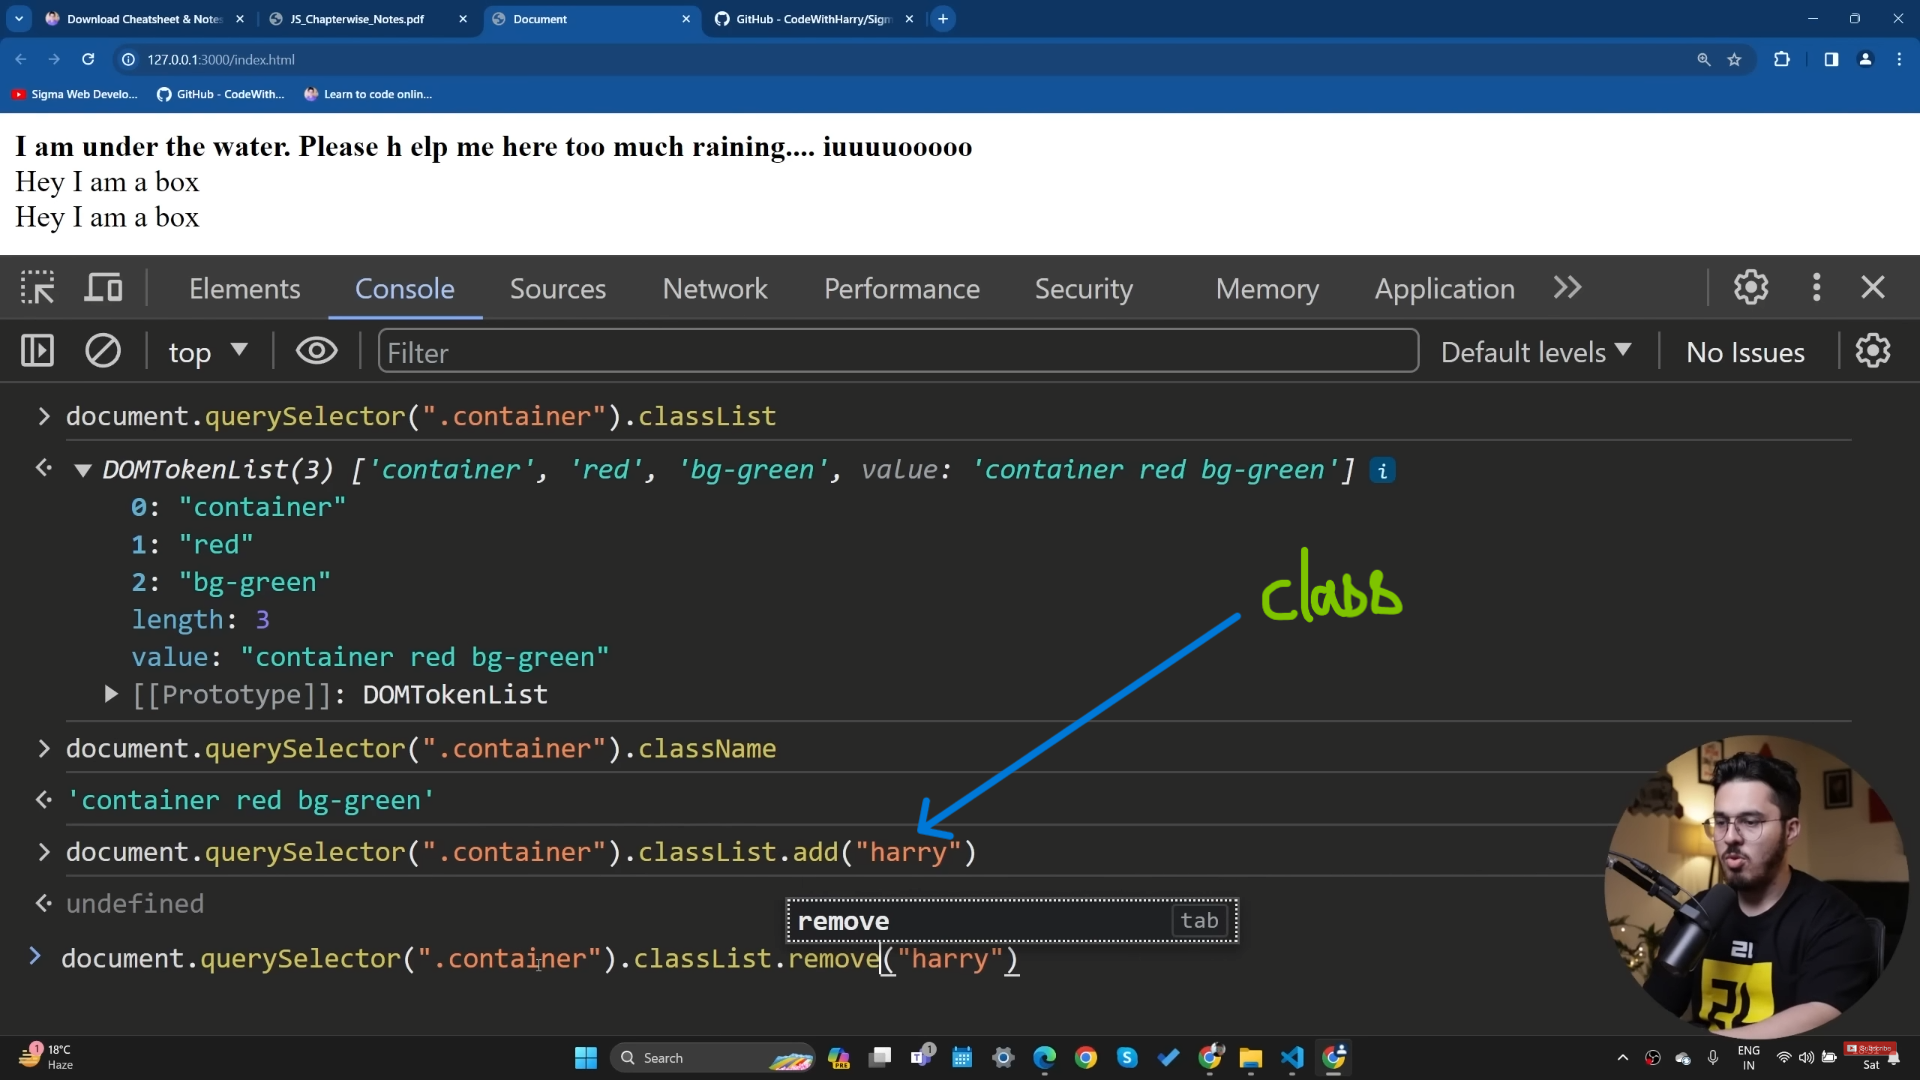 Download Cheatsheet & Notes
JS_Chapterwise_Notes.pdf
Document
GitHub - CodeWithHarry/Sigm
127.0.0.1:3000/index.html
Sigma Web Develo...
GitHub - CodeWith...
Learn to code onlin...
I am under the water. Please h elp me here too much raining.... iuuuuooooo
Hey I am a box
Hey I am a box
Elements Console Sources Network Performance Security Memory Application
top Filter Default levels No Issues
document.querySelector(".container").classList
DOMTokenList(3) ['container', 'red', 'bg-green', value: 'container red bg-green'] i
0: "container"
1: "red"
2: "bg-green"
length: 3
value: "container red bg-green"
[[Prototype]]: DOMTokenList
class
document.querySelector(".container").className
'container red bg-green'
document.querySelector(".container").classList.add("harry")
undefined
remove tab
document.querySelector(".container").classList.remove("harry")
21
1
18°C
Haze
Search
PRE
1
ENG
IN
Sat